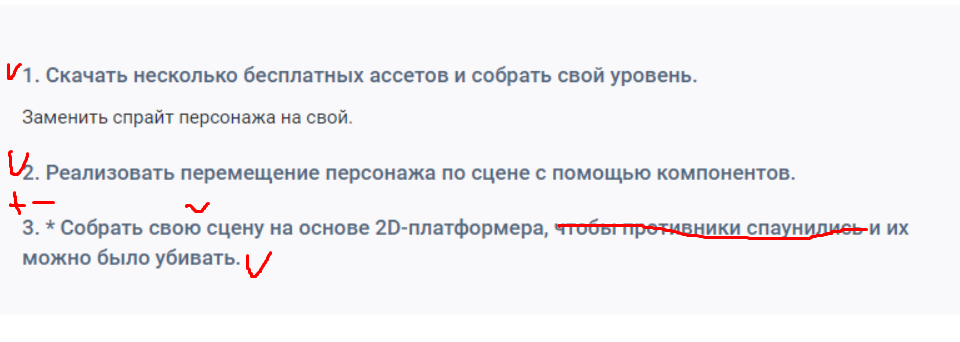 1. Скачать несколько бесплатных ассетов и собрать свой уровень.
Заменить спрайт персонажа на свой.
2. Реализовать перемещение персонажа по сцене с помощью компонентов.
+ −
3. * Собрать свою сцену на основе 2D-платформера, чтобы противники спаунились и их
можно было убивать.